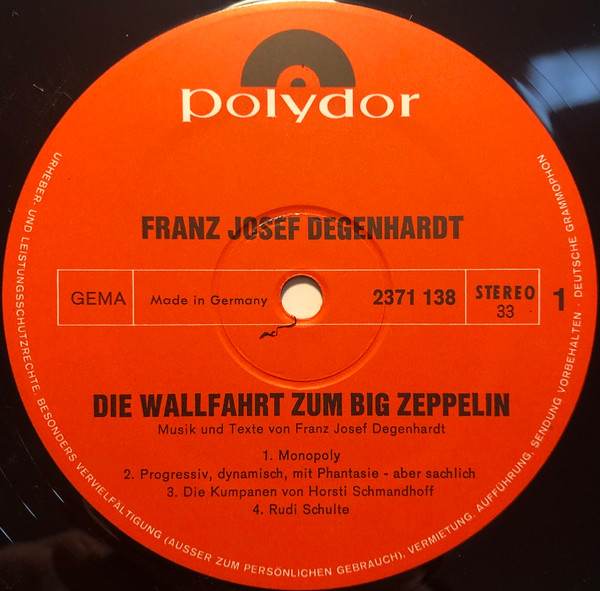 polydor
FRANZ JOSEF DEGENHARDT
GEMA
Made in Germany
2371 138
STEREO
33
1
DIE WALLFAHRT ZUM BIG ZEPPELIN
Musik und Texte von Franz Josef Degenhardt
1. Monopoly
2. Progressiv, dynamisch, mit Phantasie - aber sachlich
3. Die Kumpanen von Horsti Schmandhoff
4. Rudi Schulte
URHEBER- UND LEISTUNGSSCHUTZRECHTE, BESONDERS VERVIELFÄLTIGUNG (AUSSER ZUM PERSÖNLICHEN GEBRAUCH), VERMIETUNG, AUFFÜHRUNG, SENDUNG VORBEHALTEN · DEUTSCHE GRAMMOPHON